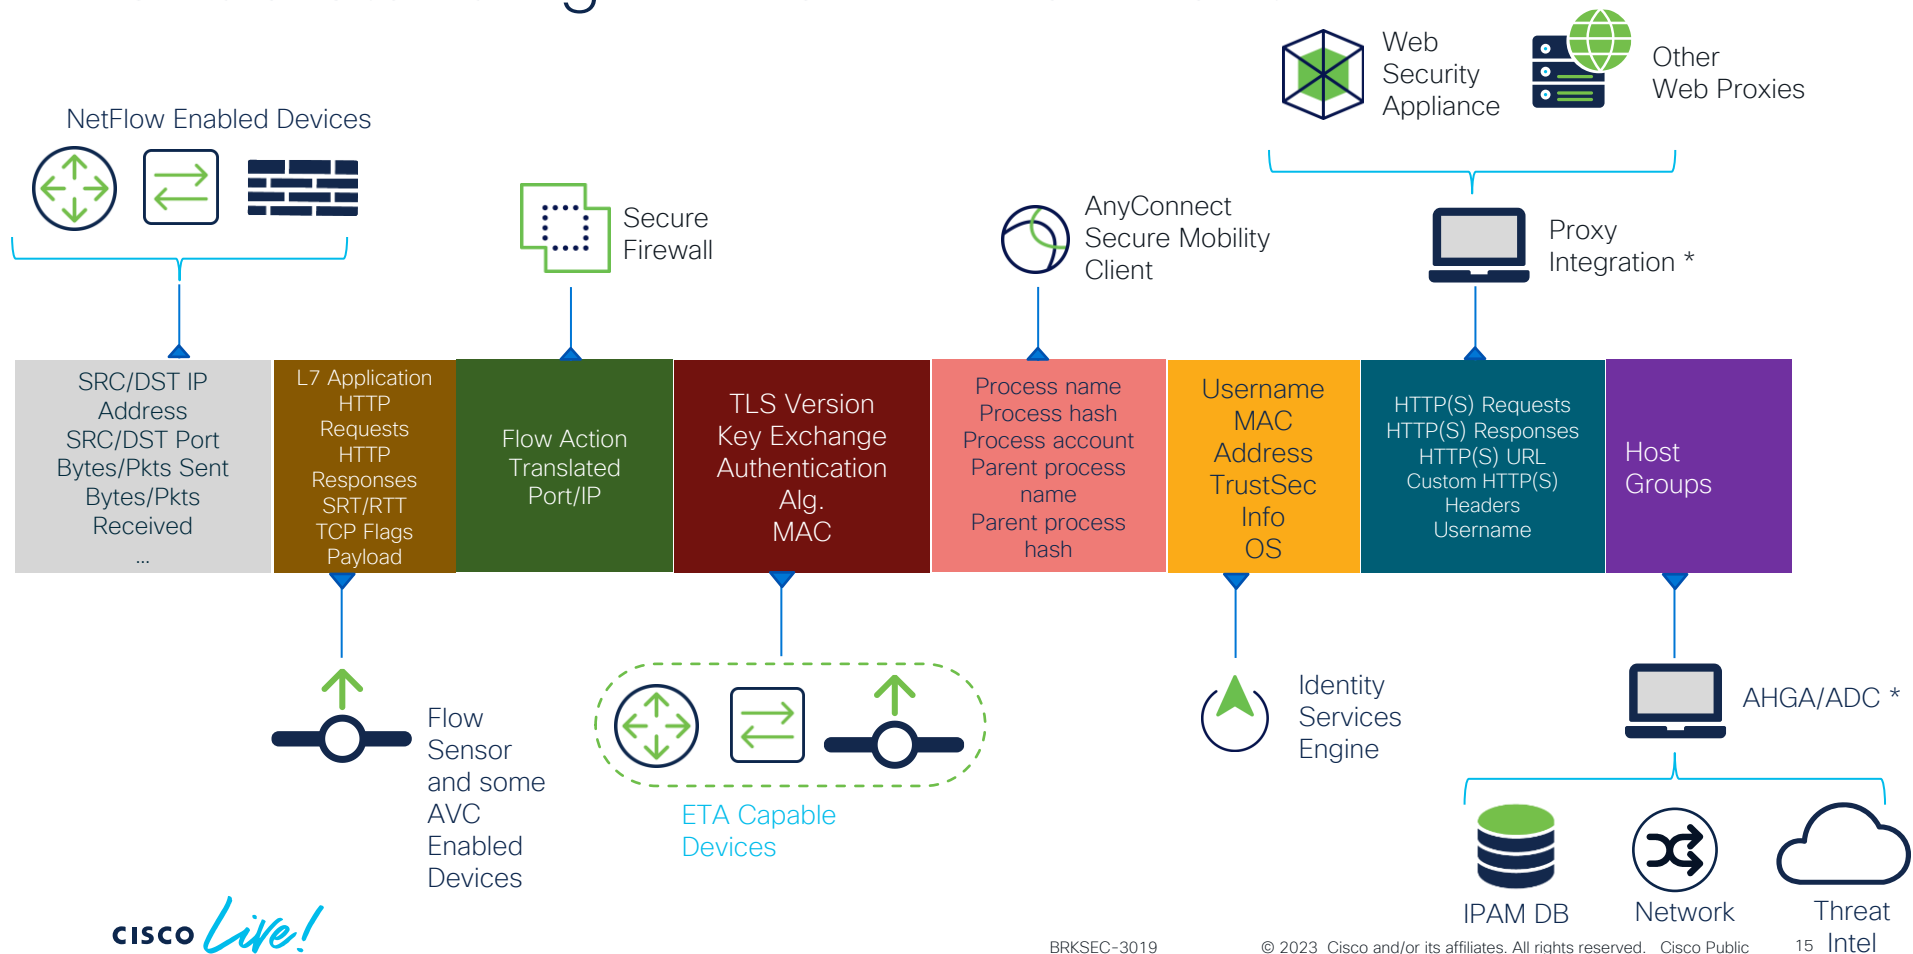 Web
Security
Appliance
Other
Web Proxies
NetFlow Enabled Devices
Secure
Firewall
AnyConnect
Secure Mobility
Client
Proxy
Integration *
SRC/DST IP
Address
SRC/DST Port
Bytes/Pkts Sent
Bytes/Pkts
Received
...
L7 Application
HTTP
Requests
HTTP
Responses
SRT/RTT
TCP Flags
Payload
Flow Action
Translated
Port/IP
TLS Version
Key Exchange
Authentication
Alg.
MAC
Process name
Process hash
Process account
Parent process
name
Parent process
hash
Username
MAC
Address
TrustSec
Info
OS
HTTP(S) Requests
HTTP(S) Responses
HTTP(S) URL
Custom HTTP(S)
Headers
Username
Host
Groups
Flow
Sensor
and some
AVC
Enabled
Devices
ETA Capable
Devices
Identity
Services
Engine
AHGA/ADC *
IPAM DB
Network
Threat
Intel
CISCO Live!
BRKSEC-3019
© 2023 Cisco and/or its affiliates. All rights reserved. Cisco Public
15